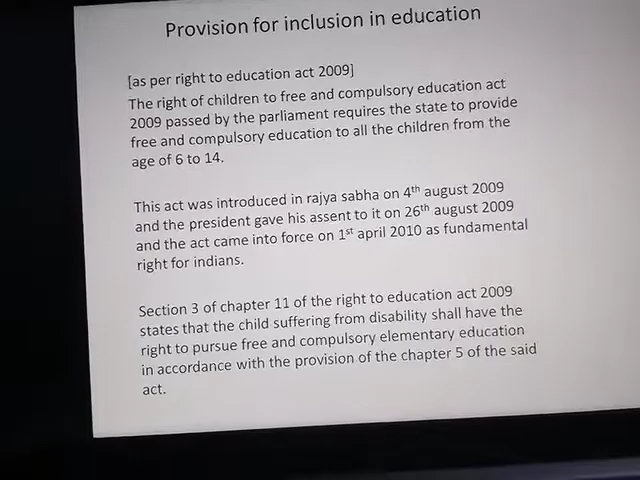 Provision for inclusion in education
[as per right to education act 2009]
The right of children to free and compulsory education act
2009 passed by the parliament requires the state to provide
free and compulsory education to all the children from the
age of 6 to 14.
This act was introduced in rajya sabha on 4th august 2009
and the president gave his assent to it on 26th august 2009
and the act came into force on 1st april 2010 as fundamental
right for indians.
Section 3 of chapter 11 of the right to education act 2009
states that the child suffering from disability shall have the
right to pursue free and compulsory elementary education
in accordance with the provision of the chapter 5 of the said
act.